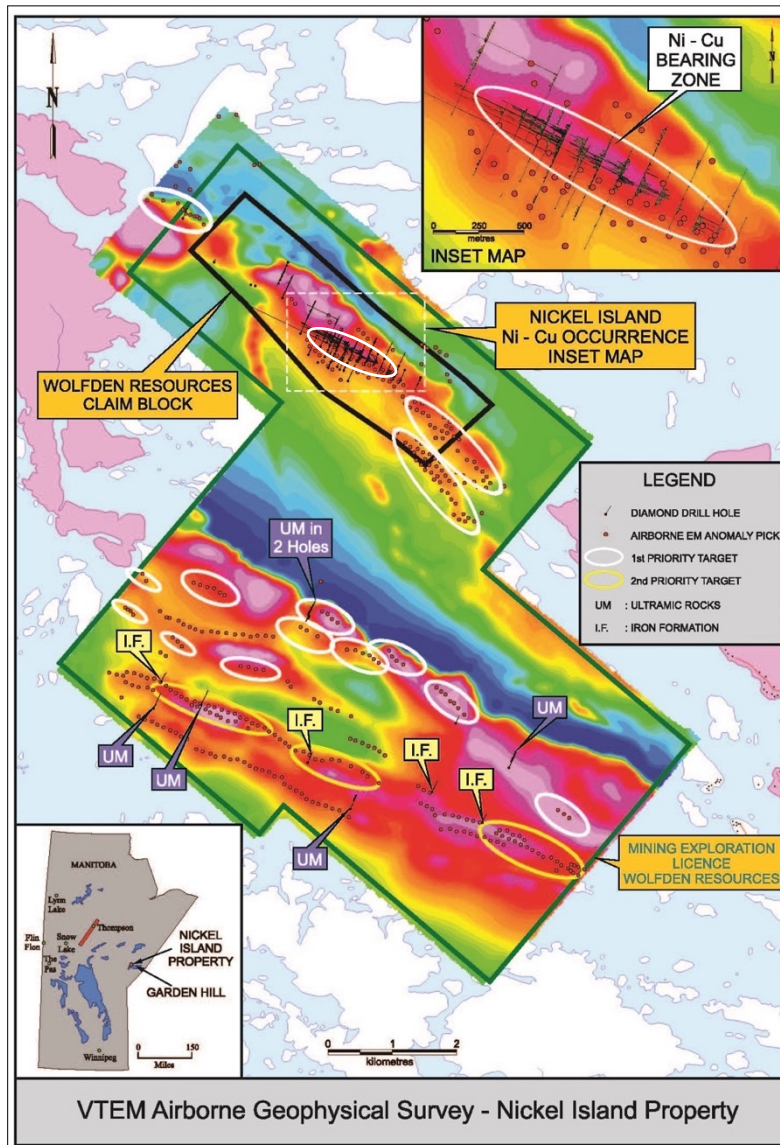 N
Ni - Cu
BEARING
ZONE
0 250 500
metres
INSET MAP
NICKEL ISLAND
Ni - Cu OCCURRENCE
INSET MAP
WOLFDEN RESOURCES
CLAIM BLOCK
LEGEND
DIAMOND DRILL HOLE
AIRBORNE EM ANOMALY PICK
1st PRIORITY TARGET
2nd PRIORITY TARGET
UM : ULTRAMIC ROCKS
I.F. : IRON FORMATION
UM in
2 Holes
I.F.
I.F.
UM
I.F.
I.F.
UM
UM
UM
MINING EXPLORATION
LICENCE
WOLFDEN RESOURCES
MANITOBA
Lynn
Lake
Thompson
Snow
Lake
Flin
Flon
The
Pas
NICKEL
ISLAND
PROPERTY
GARDEN HILL
Winnipeg
0 150
Miles
N
0 1 2
kilometres
VTEM Airborne Geophysical Survey - Nickel Island Property